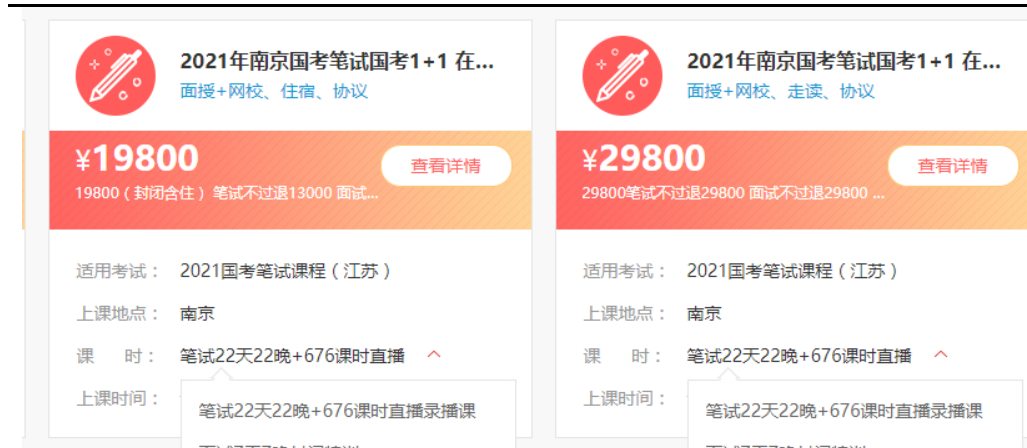 2021年南京国考笔试国考1+1 在...
面授+网校、住宿、协议
¥19800
查看详情
19800（封闭含住）笔试不过退13000 面试...
适用考试： 2021国考笔试课程（江苏）
上课地点： 南京
课 时： 笔试22天22晚+676课时直播
上课时间：
笔试22天22晚+676课时直播录播课
2021年南京国考笔试国考1+1 在...
面授+网校、走读、协议
¥29800
查看详情
29800笔试不过退29800 面试不过退29800 ...
适用考试： 2021国考笔试课程（江苏）
上课地点： 南京
课 时： 笔试22天22晚+676课时直播
上课时间：
笔试22天22晚+676课时直播录播课